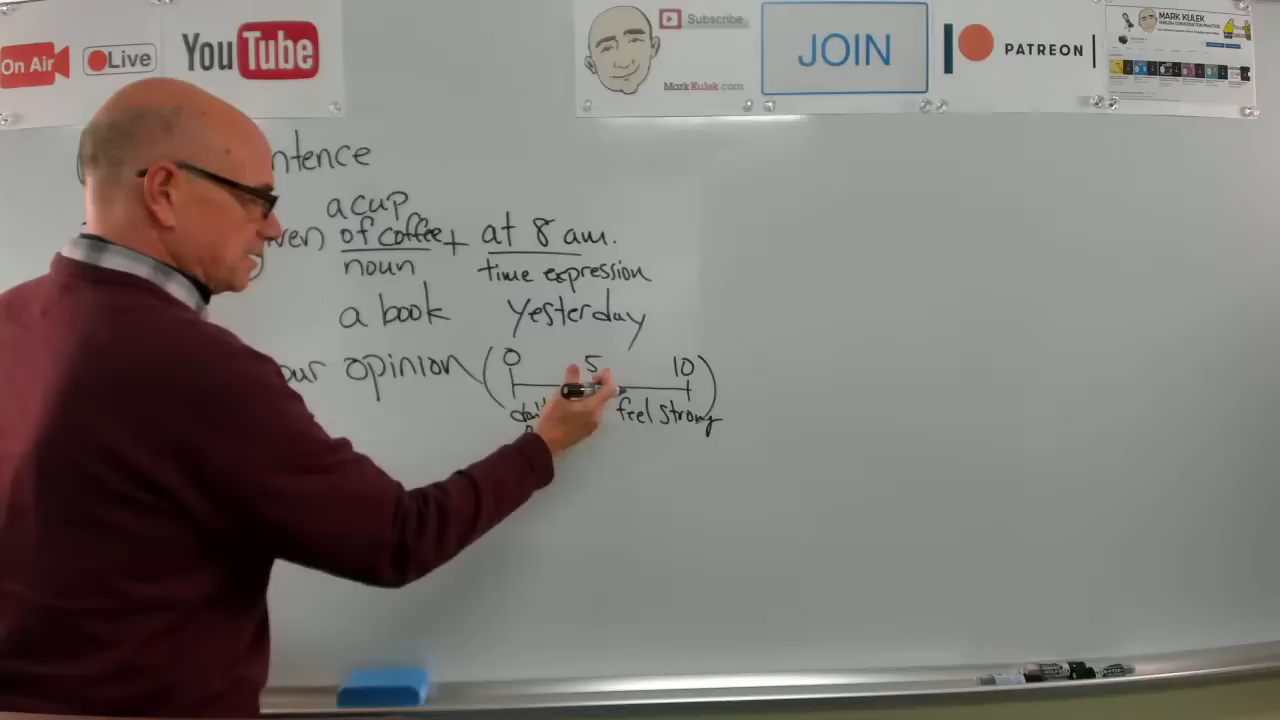 On Air
Live
YouTube
Subscribe
MarkKulek.com
JOIN
PATREON
MARK KULEK
ntence
a cup
of coffee + at 8 am.
noun time expression
a book yesterday
our opinion ( 0 5 10 )
feel strong